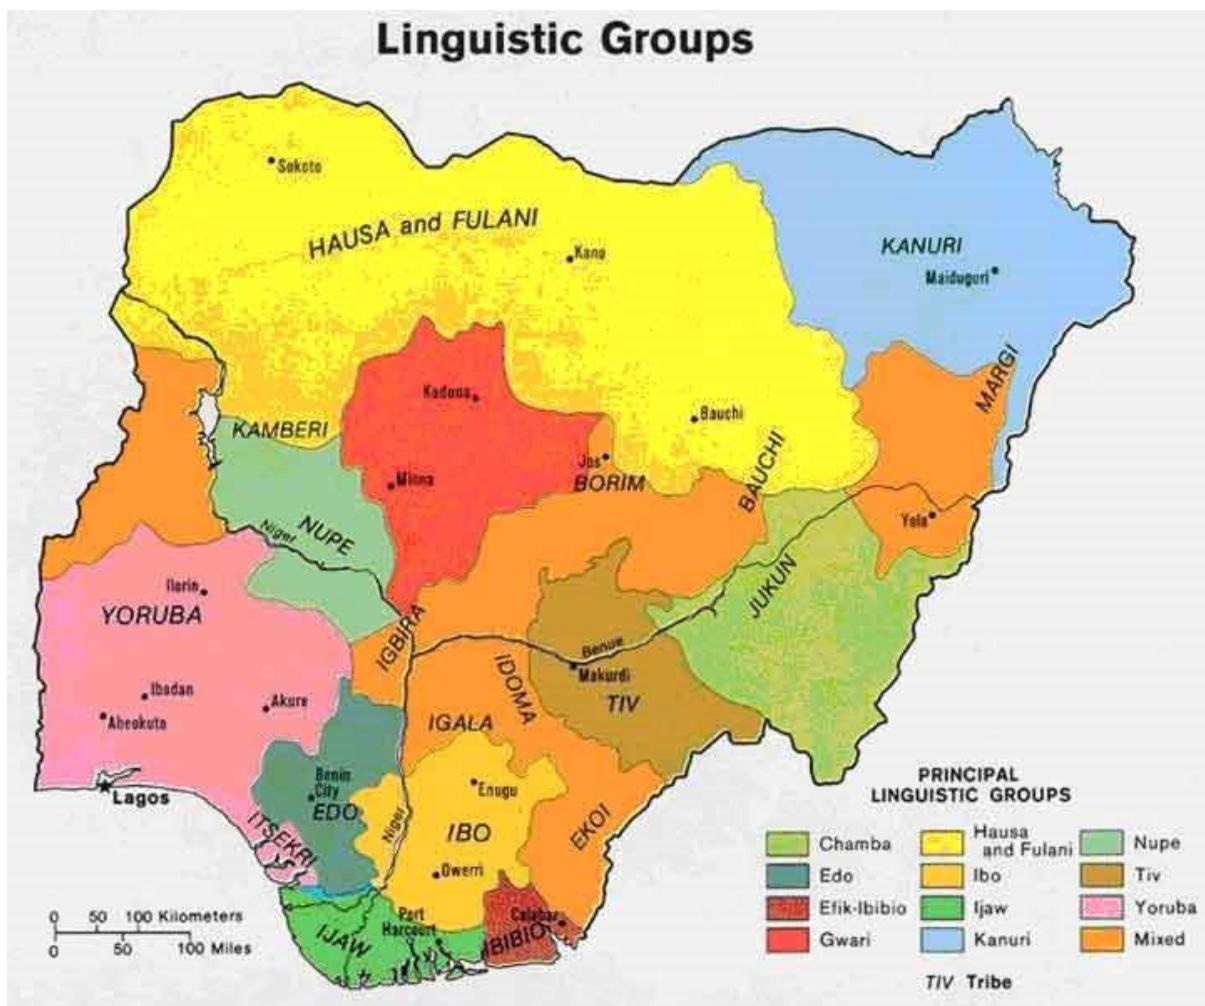 Linguistic Groups
Sokoto
HAUSA and FULANI
Kano
KANURI
Maiduguri
MARGI
Kaduna
Bauchi
KAMBERI
Jos
BORIM
BAUCHI
Minna
Niger
NUPE
Yola
Ilorin
YORUBA
JUKUN
IGBIRA
Benue
Makurdi
IDOMA
TIV
Ibadan
Abeokuta
Akure
IGALA
Lagos
Benin
City
EDO
Enugu
Niger
IBO
EKOI
ITSEKRI
Owerri
Port
Harcourt
Calabar
IJAW
IBIBIO
0 50 100 Kilometers
0 50 100 Miles
PRINCIPAL
LINGUISTIC GROUPS
Chamba
Edo
Efik-Ibibio
Gwari
Hausa
and Fulani
Ibo
Ijaw
Kanuri
Nupe
Tiv
Yoruba
Mixed
TIV Tribe